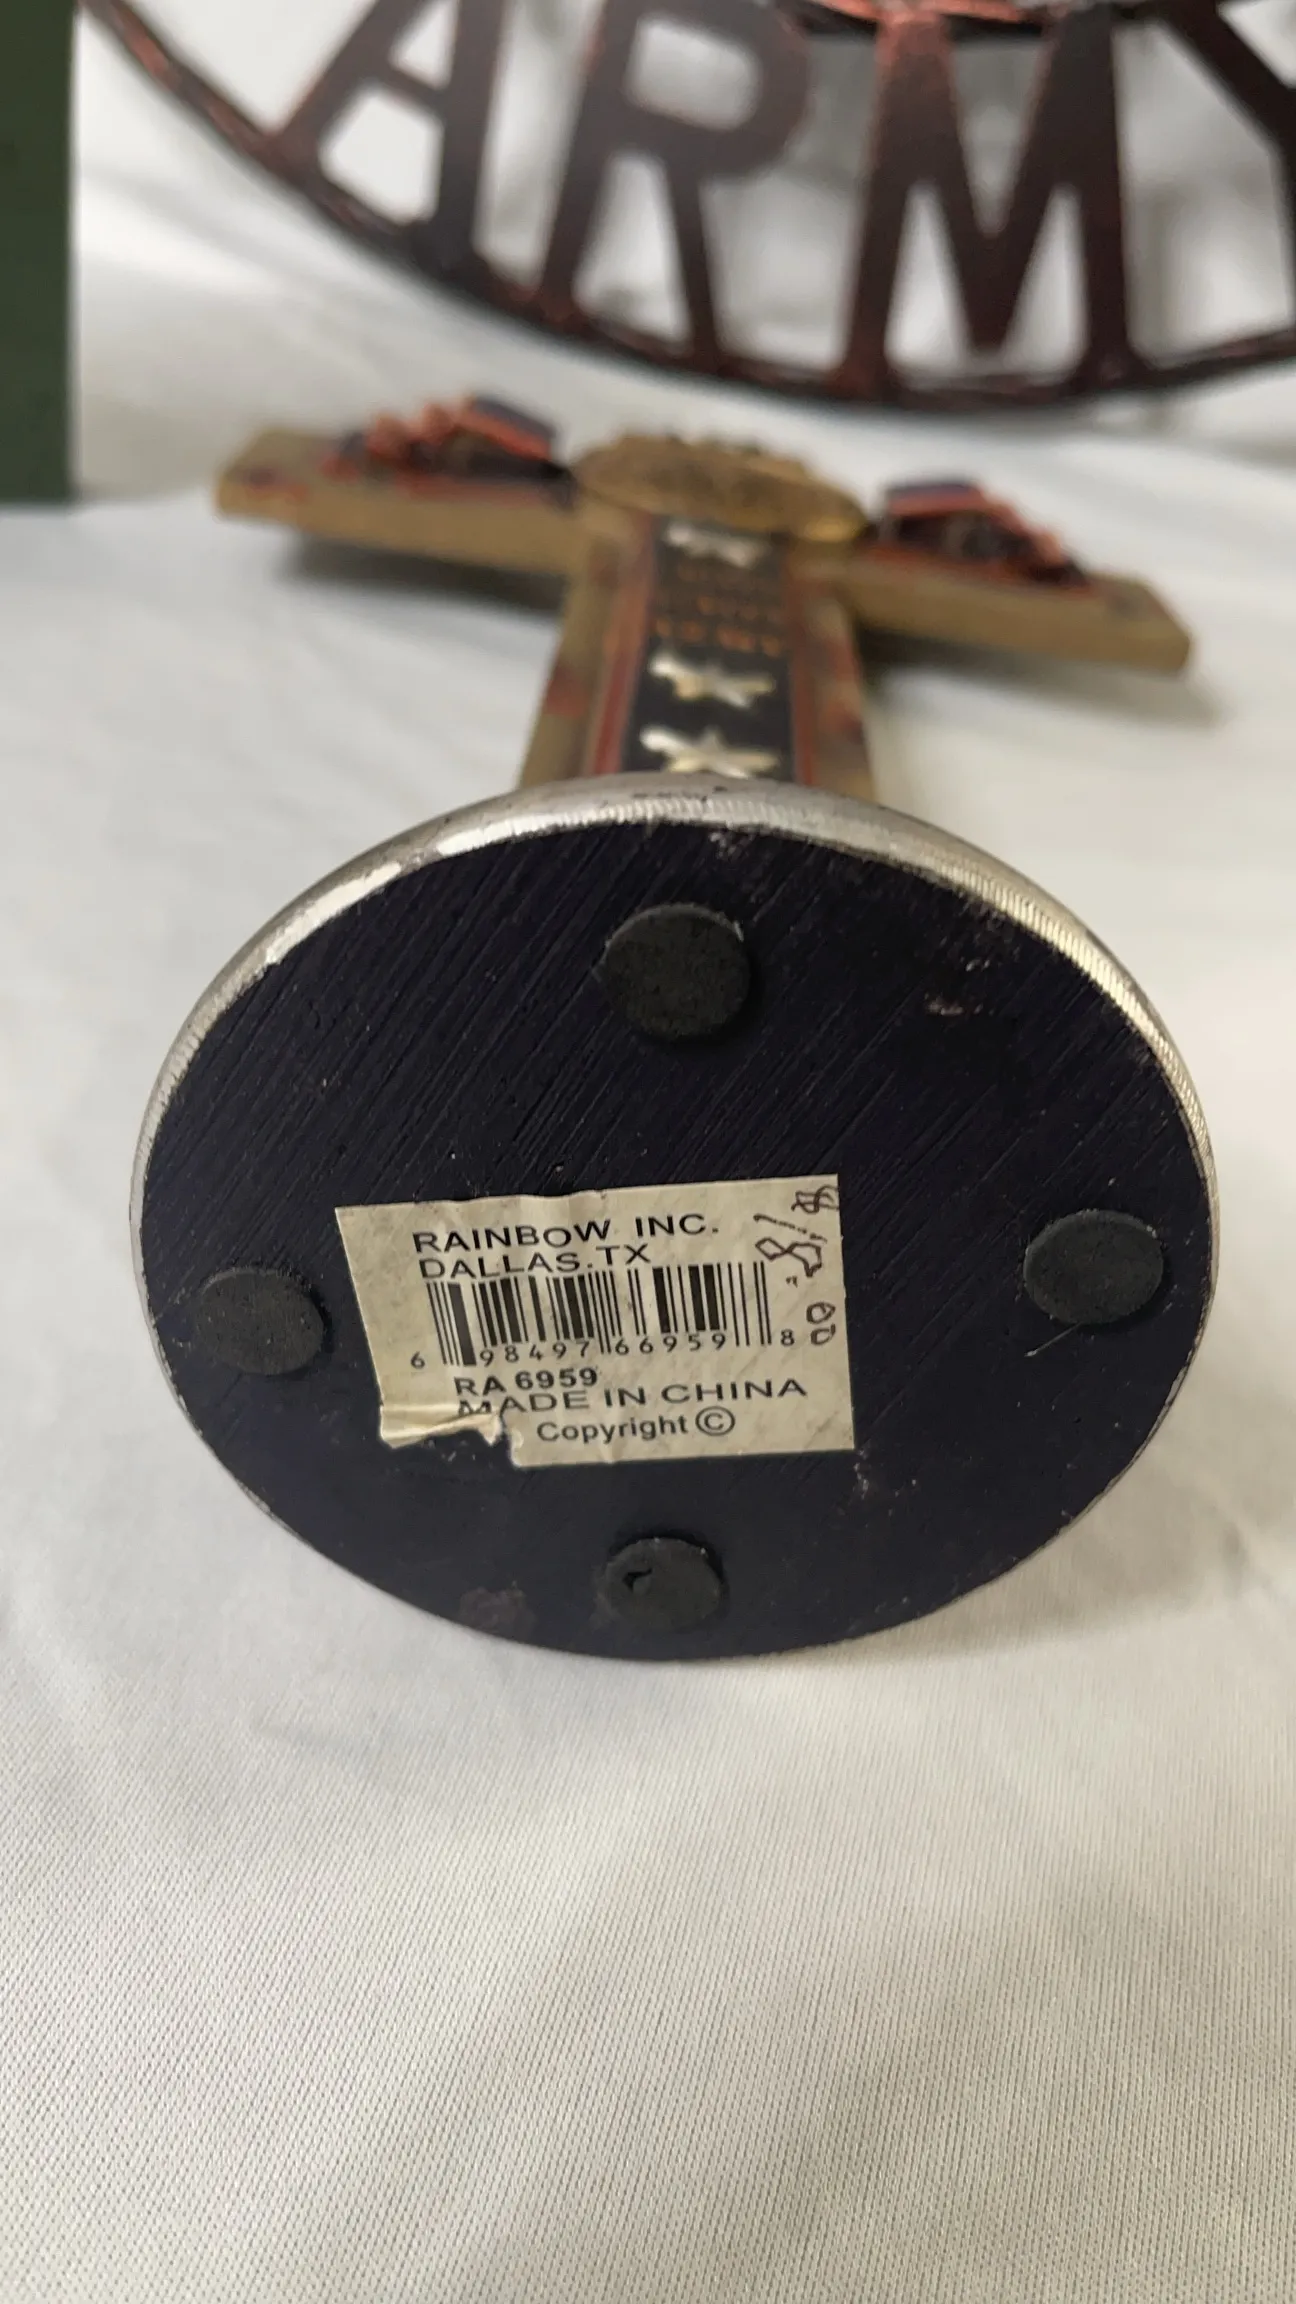 ARMY
RAINBOW INC.
DALLAS.TX
6 98497 66959 8
RA 6959
MADE IN CHINA
Copyright ©